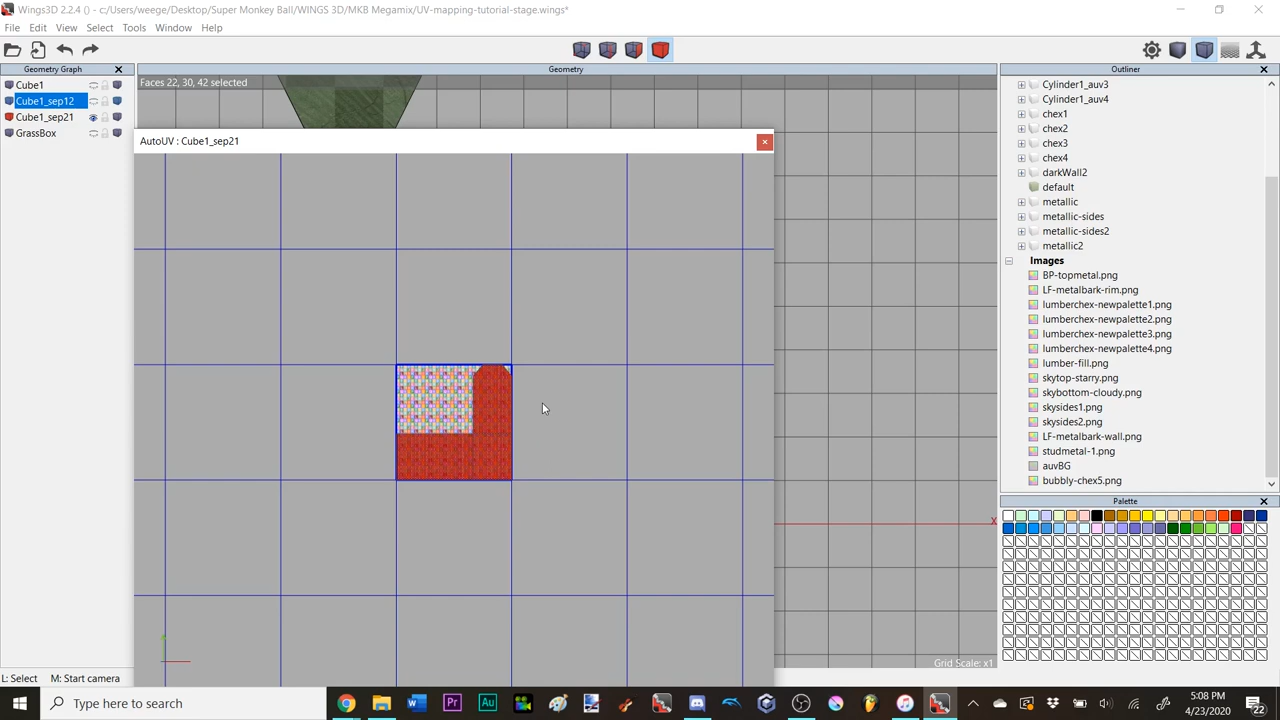 Wings3D 2.2.4 () - c:/Users/weege/Desktop/Super Monkey Ball/WINGS 3D/MKB Megamix/UV-mapping-tutorial-stage.wings*
File Edit View Select Tools Window Help
Geometry Graph
Geometry
Outliner
Cube1
Cube1_sep12
Cube1_sep21
GrassBox
Faces 22, 30, 42 selected
AutoUV : Cube1_sep21
Cylinder1_auv3
Cylinder1_auv4
chex1
chex2
chex3
chex4
darkWall2
default
metallic
metallic-sides
metallic-sides2
metallic2
Images
BP-topmetal.png
LF-metalbark-rim.png
lumberchex-newpalette1.png
lumberchex-newpalette2.png
lumberchex-newpalette3.png
lumberchex-newpalette4.png
lumber-fill.png
skytop-starry.png
skybottom-cloudy.png
skysides1.png
skysides2.png
LF-metalbark-wall.png
studmetal-1.png
auvBG
bubbly-chex5.png
Palette
X
Grid Scale: x1
L: Select M: Start camera
Type here to search
5:08 PM
4/23/2020
22